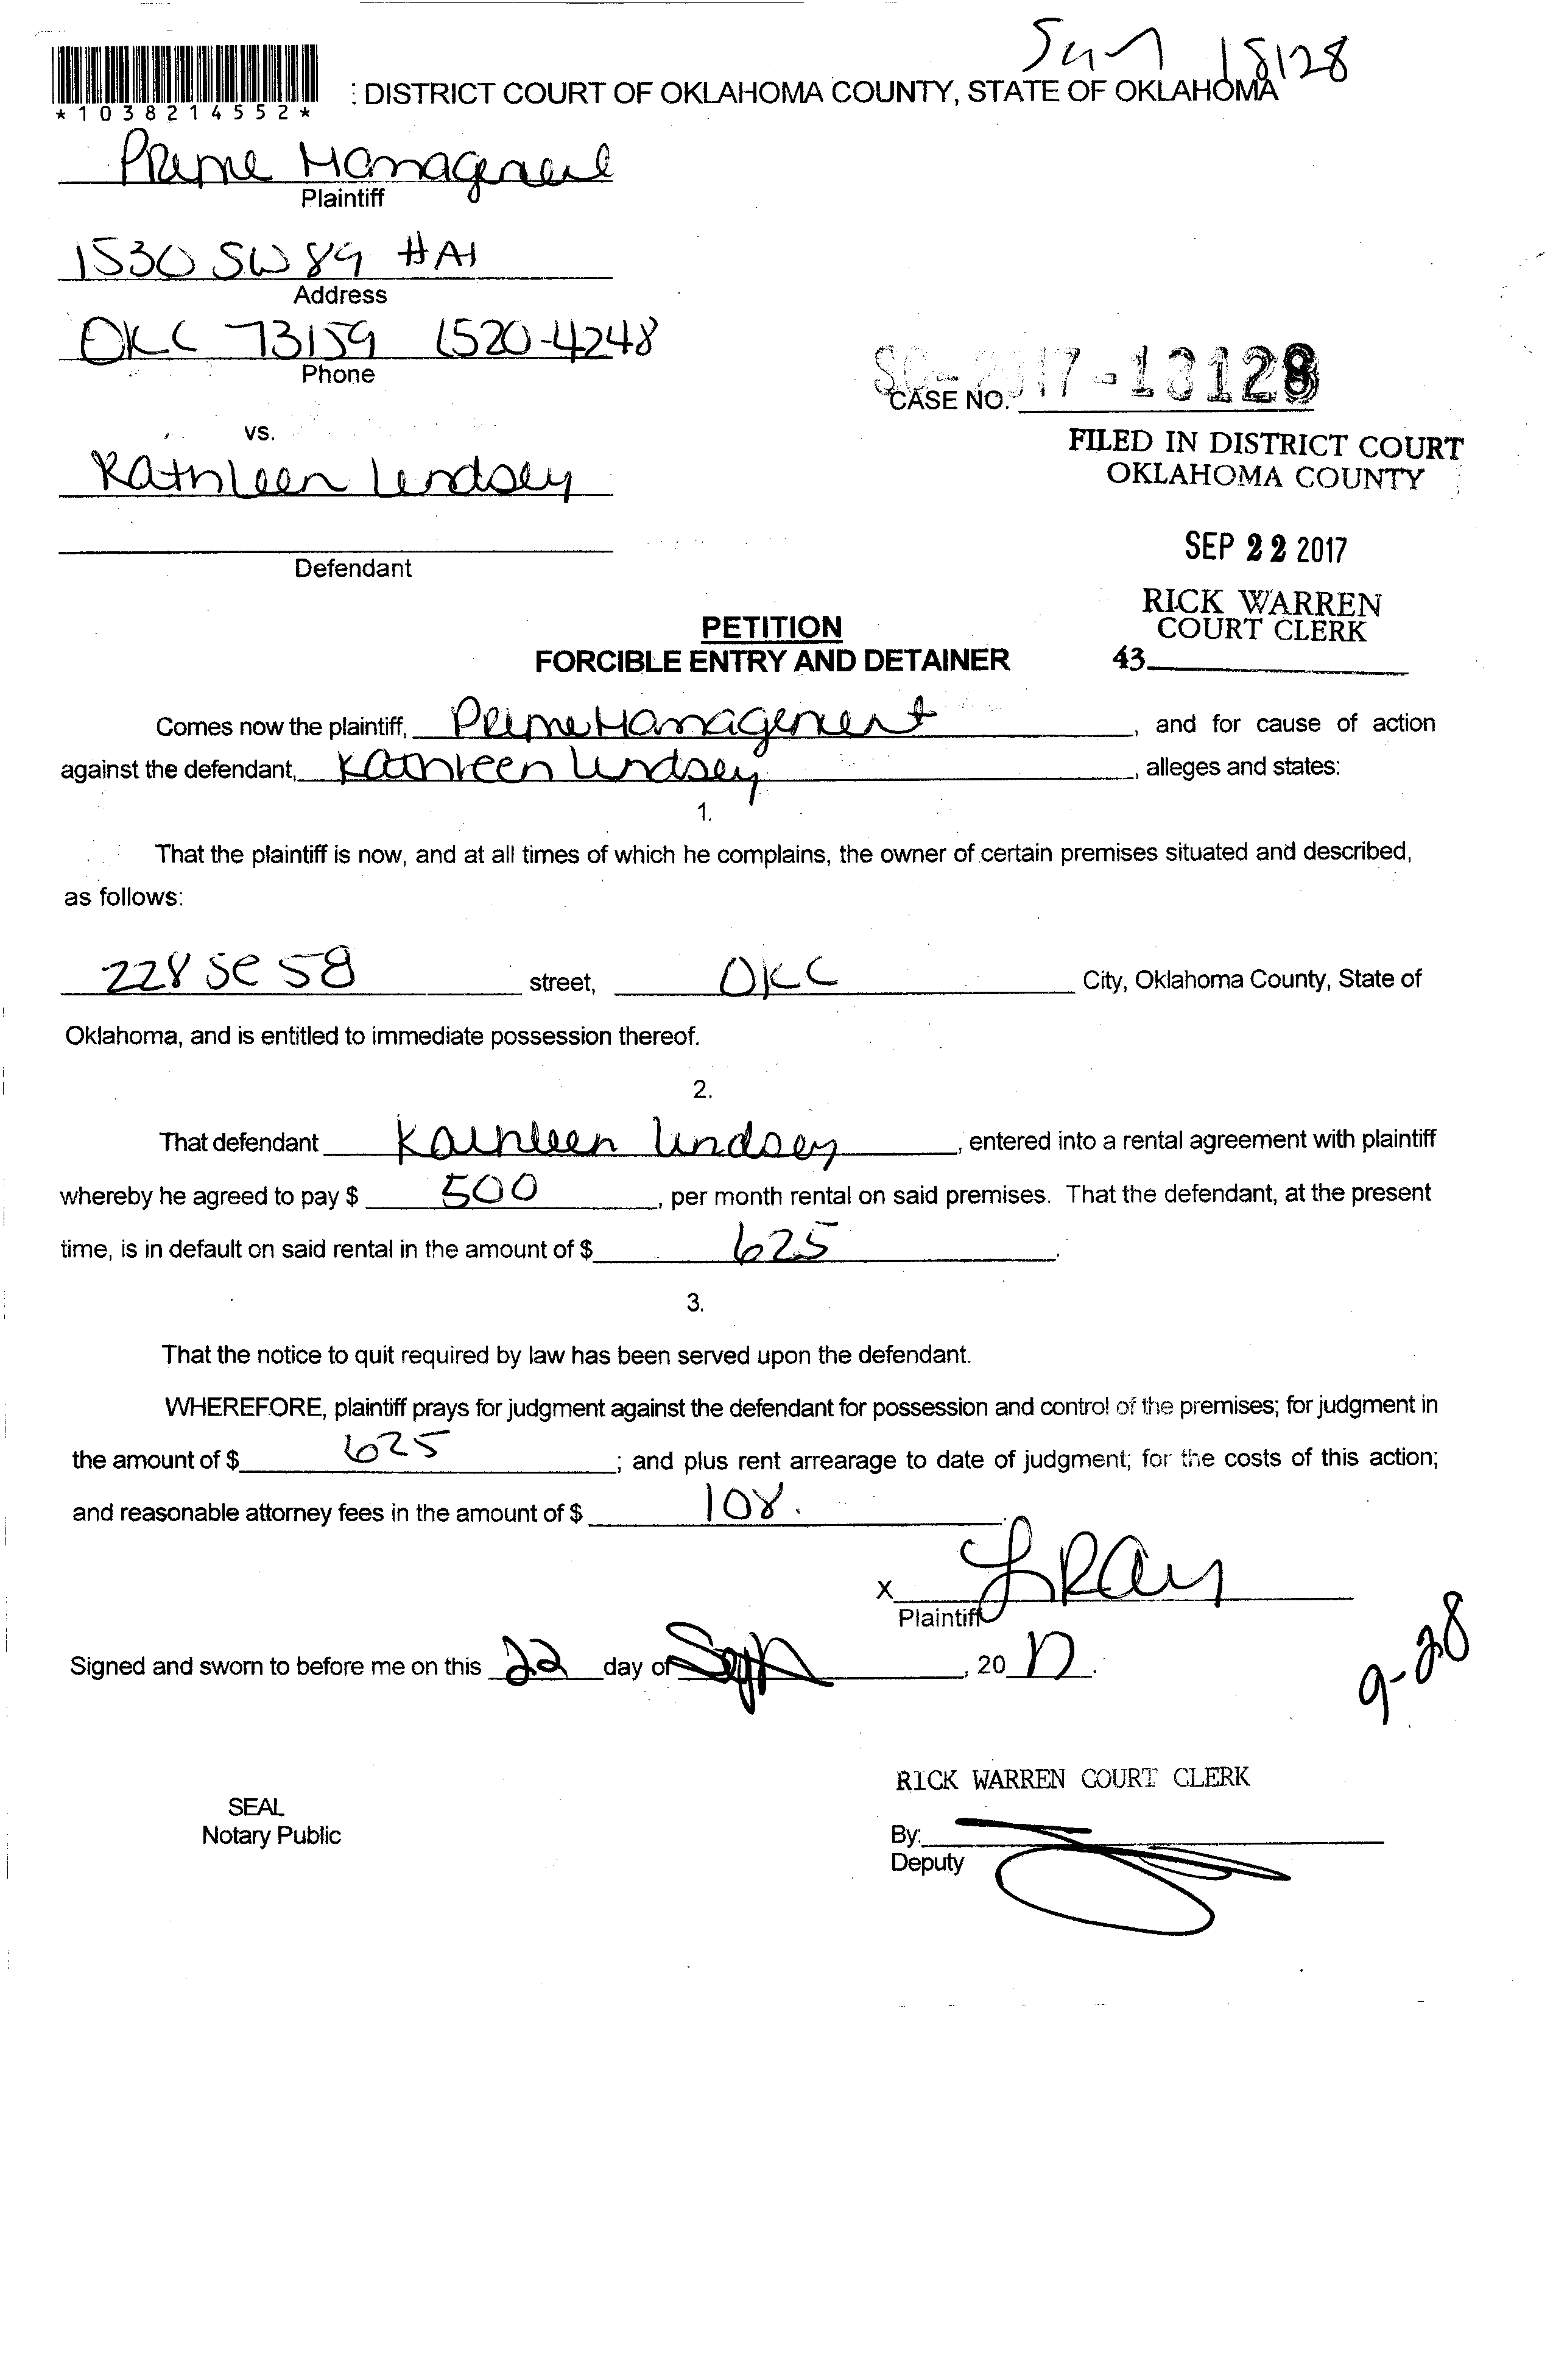 Sum 18128
*1038214552*
: DISTRICT COURT OF OKLAHOMA COUNTY, STATE OF OKLAHOMA
Prime Management
Plaintiff
1530 SW 89 #A1
Address
OKC 73159 1520-4248
Phone
SC-2017-18128
CASE NO.
vs.
FILED IN DISTRICT COURT
OKLAHOMA COUNTY
Kathleen Lindsey
SEP 22 2017
Defendant
RICK WARREN
COURT CLERK
43
PETITION
FORCIBLE ENTRY AND DETAINER
Comes now the plaintiff, Prime Management, and for cause of action
against the defendant, Kathleen Lindsey, alleges and states:
1.
That the plaintiff is now, and at all times of which he complains, the owner of certain premises situated and described,
as follows:
228 SE 58 street, OKC City, Oklahoma County, State of
Oklahoma, and is entitled to immediate possession thereof.
2.
That defendant Kathleen Lindsey, entered into a rental agreement with plaintiff
whereby he agreed to pay $ 500, per month rental on said premises. That the defendant, at the present
time, is in default on said rental in the amount of $ 625.
3.
That the notice to quit required by law has been served upon the defendant.
WHEREFORE, plaintiff prays for judgment against the defendant for possession and control of the premises; for judgment in
the amount of $ 625; and plus rent arrearage to date of judgment; for the costs of this action;
and reasonable attorney fees in the amount of $ 108.
X LRay
Plaintiff
Signed and sworn to before me on this 22 day of Sept, 20 17.
9-28
RICK WARREN COURT CLERK
SEAL
Notary Public
By:
Deputy